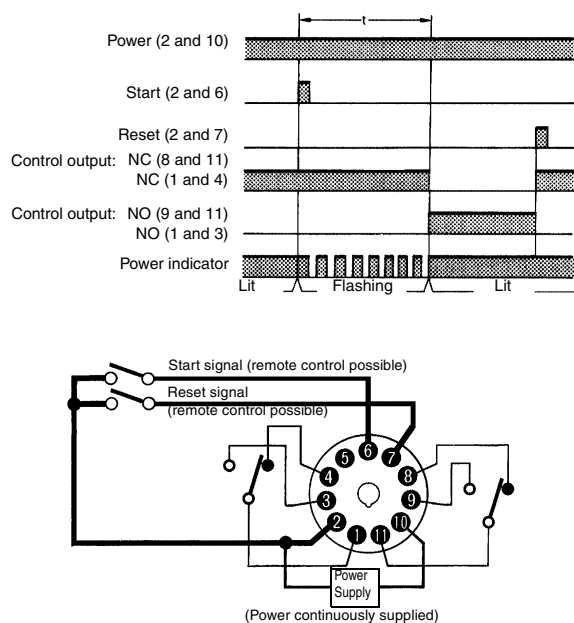 t
Power (2 and 10)
Start (2 and 6)
Reset (2 and 7)
Control output: NC (8 and 11)
NC (1 and 4)
Control output: NO (9 and 11)
NO (1 and 3)
Power indicator
Lit Flashing Lit
Start signal (remote control possible)
Reset signal
(remote control possible)
6
5 7
4 8
3 9
2 10
1 11
Power
Supply
(Power continuously supplied)